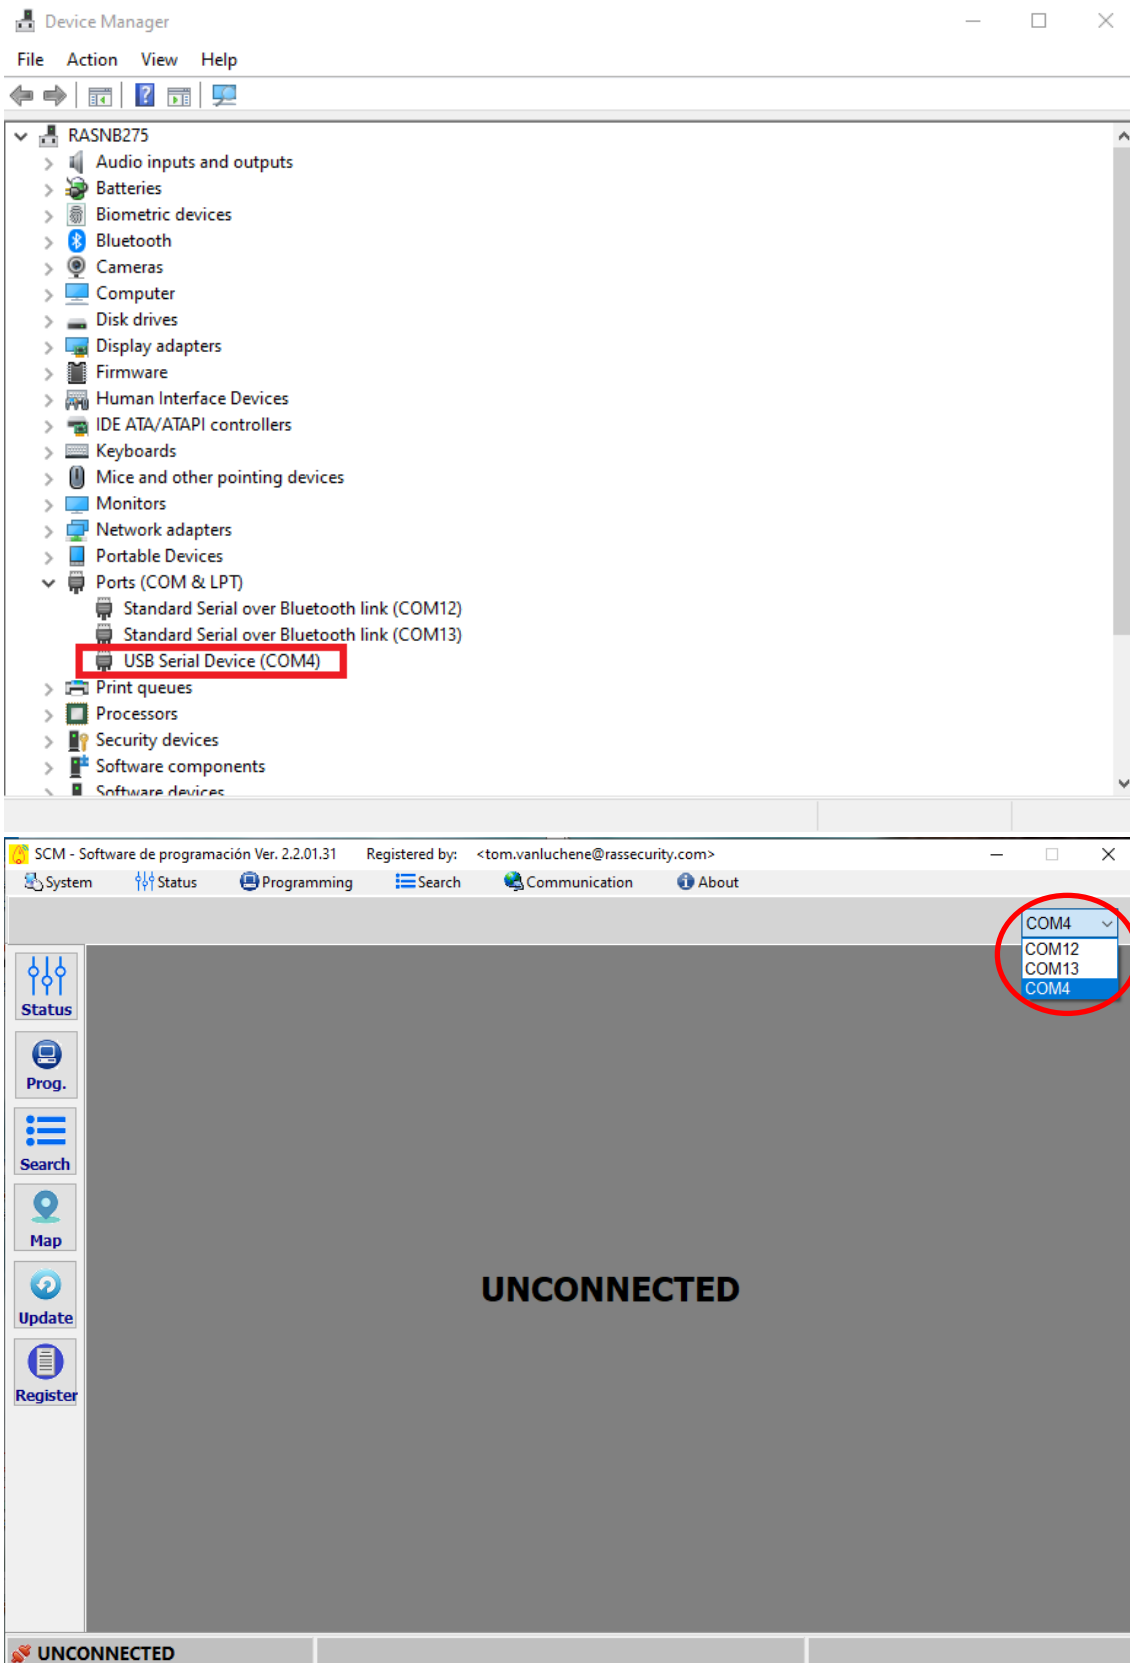 Device Manager
File Action View Help
RASNB275
Audio inputs and outputs
Batteries
Biometric devices
Bluetooth
Cameras
Computer
Disk drives
Display adapters
Firmware
Human Interface Devices
IDE ATA/ATAPI controllers
Keyboards
Mice and other pointing devices
Monitors
Network adapters
Portable Devices
Ports (COM & LPT)
Standard Serial over Bluetooth link (COM12)
Standard Serial over Bluetooth link (COM13)
USB Serial Device (COM4)
Print queues
Processors
Security devices
Software components
Software devices
SCM - Software de programación Ver. 2.2.01.31 Registered by: <tom.vanluchene@rassecurity.com>
System Status Programming Search Communication About
COM4
COM12
COM13
COM4
Status
Prog.
Search
Map
Update
Register
UNCONNECTED
UNCONNECTED